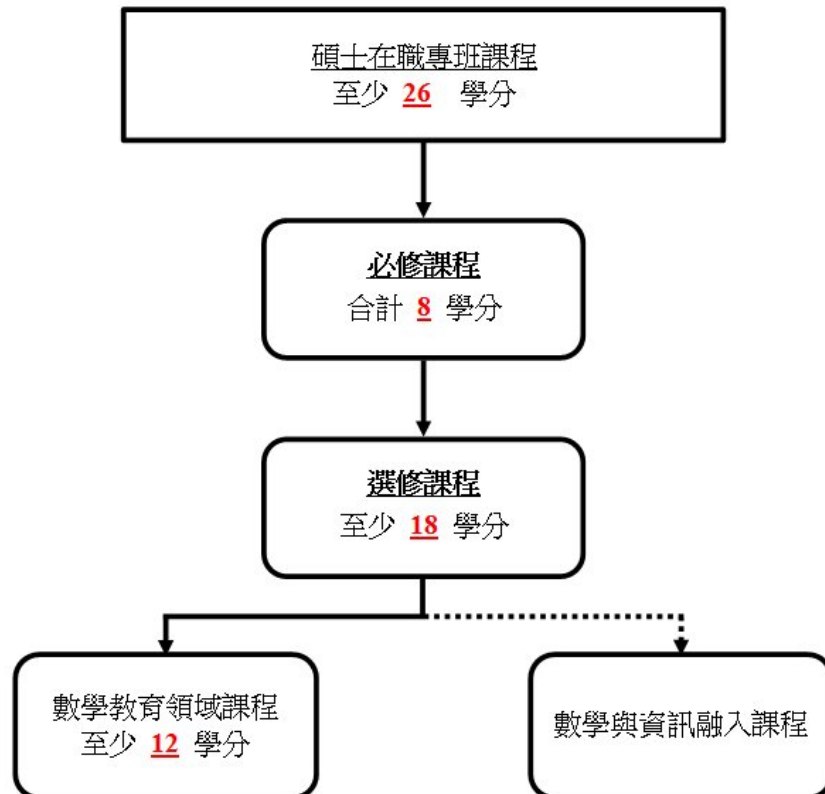 碩士在職專班課程
至少 26 學分
必修課程
合計 8 學分
選修課程
至少 18 學分
數學教育領域課程
至少 12 學分
數學與資訊融入課程